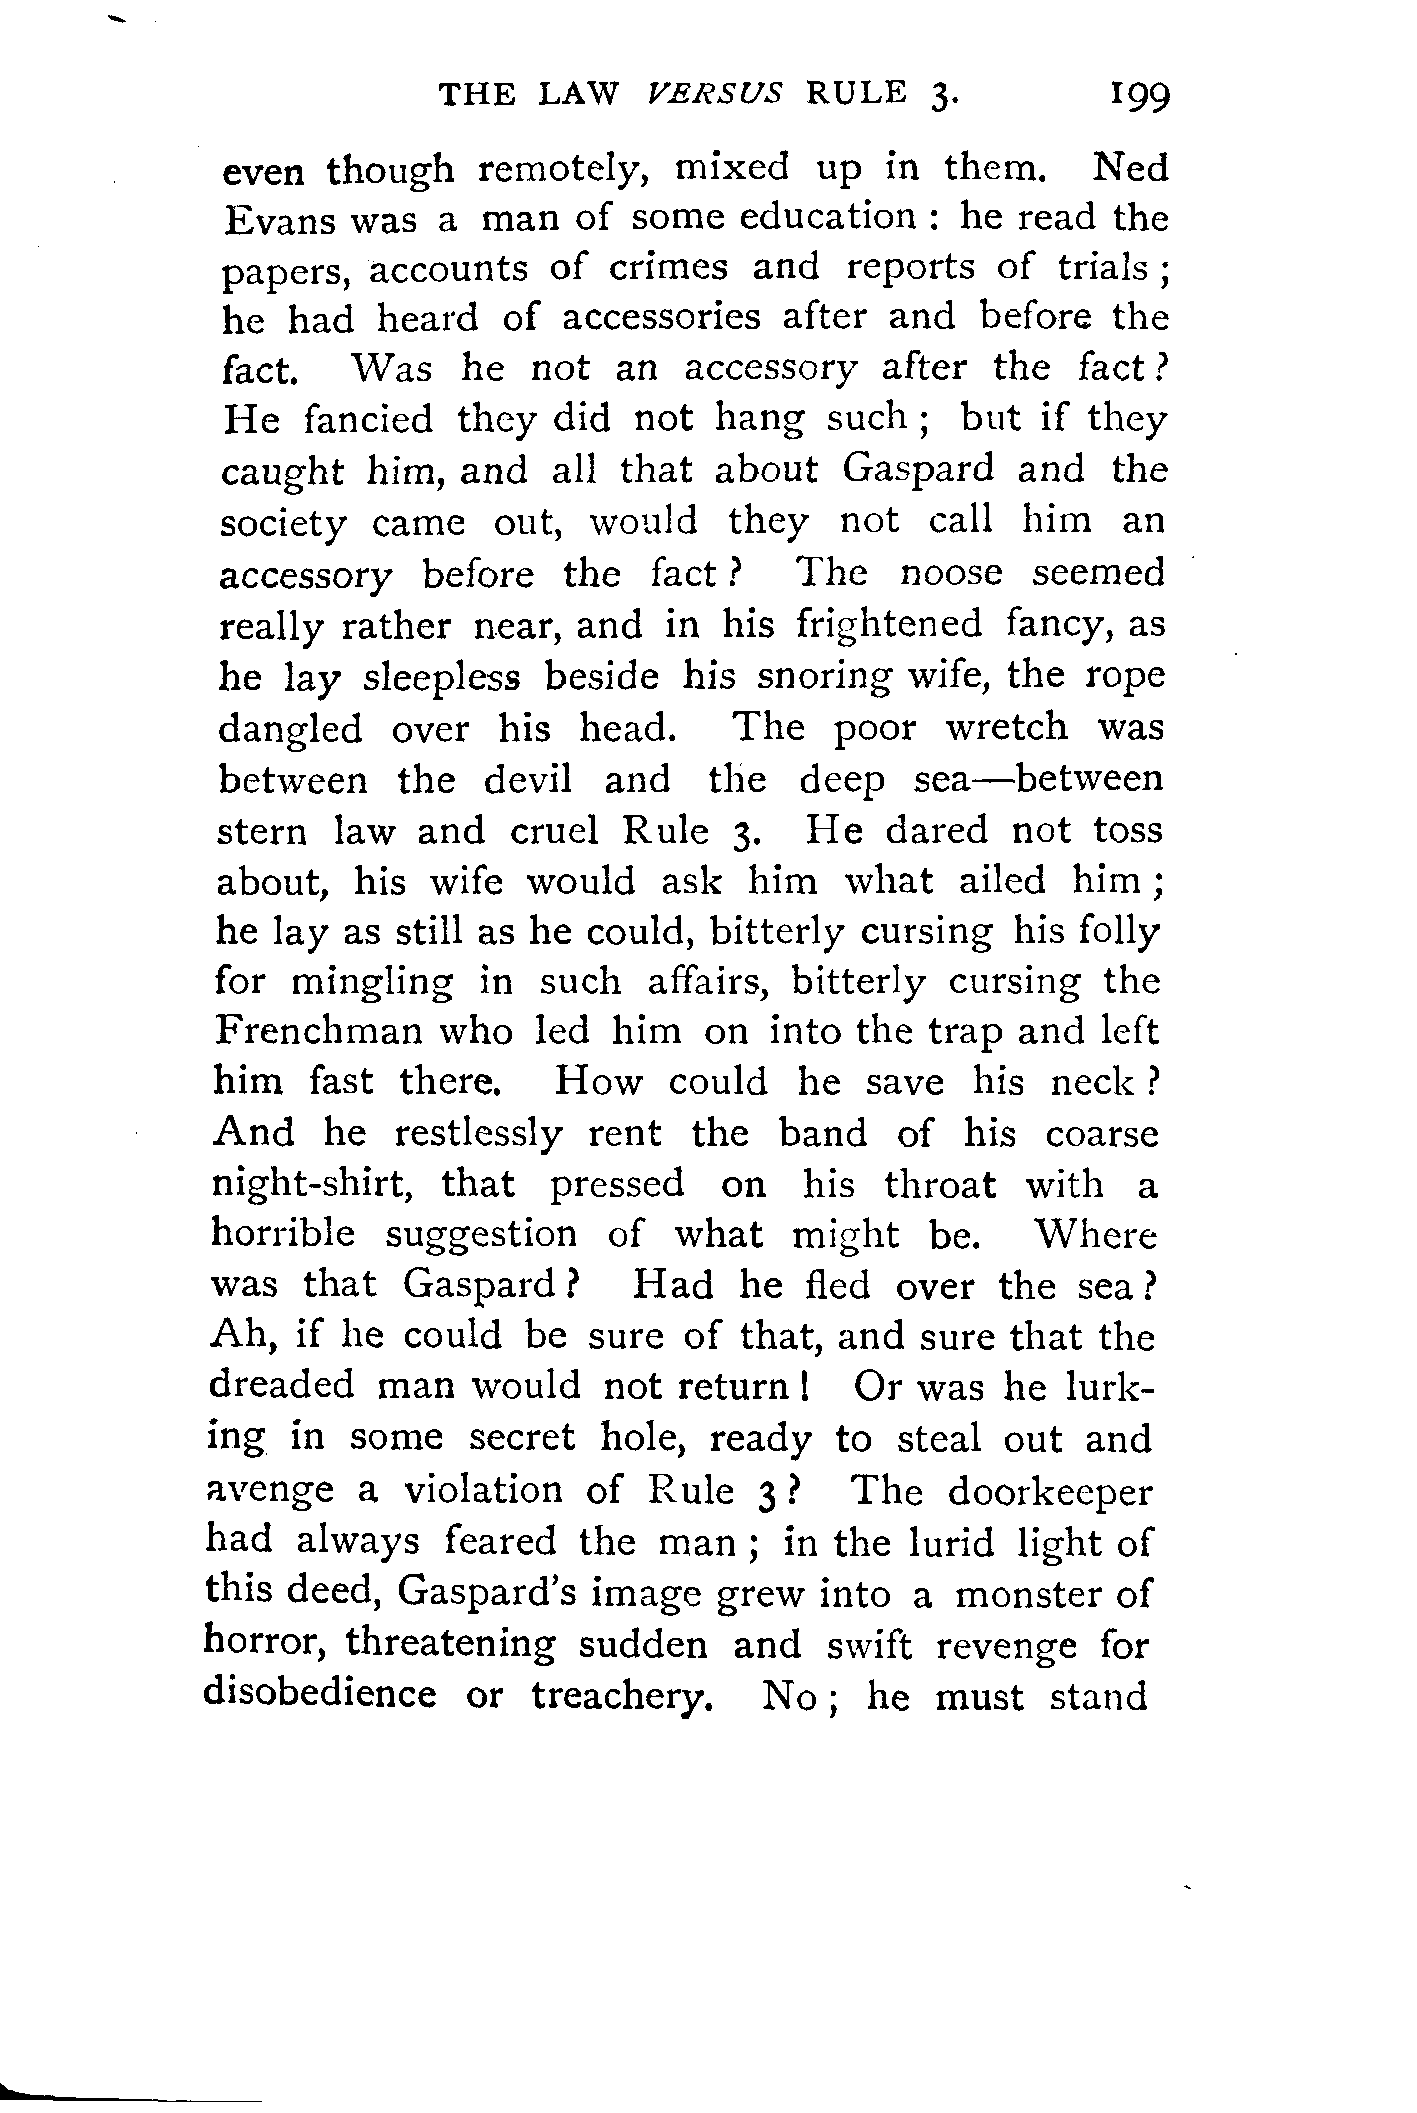 THE LAW VERSUS RULE 3. 199
even though remotely, mixed up in them. Ned
Evans was a man of some education : he read the
papers, accounts of crimes and reports of trials ;
he had heard of accessories after and before the
fact. Was he not an accessory after the fact ?
He fancied they did not hang such ; but if they
caught him, and all that about Gaspard and the
society came out, would they not call him an
accessory before the fact ? The noose seemed
really rather near, and in his frightened fancy, as
he lay sleepless beside his snoring wife, the rope
dangled over his head. The poor wretch was
between the devil and the deep sea—between
stern law and cruel Rule 3. He dared not toss
about, his wife would ask him what ailed him ;
he lay as still as he could, bitterly cursing his folly
for mingling in such affairs, bitterly cursing the
Frenchman who led him on into the trap and left
him fast there. How could he save his neck ?
And he restlessly rent the band of his coarse
night-shirt, that pressed on his throat with a
horrible suggestion of what might be. Where
was that Gaspard ? Had he fled over the sea ?
Ah, if he could be sure of that, and sure that the
dreaded man would not return ! Or was he lurk-
ing in some secret hole, ready to steal out and
avenge a violation of Rule 3 ? The doorkeeper
had always feared the man ; in the lurid light of
this deed, Gaspard's image grew into a monster of
horror, threatening sudden and swift revenge for
disobedience or treachery. No ; he must stand